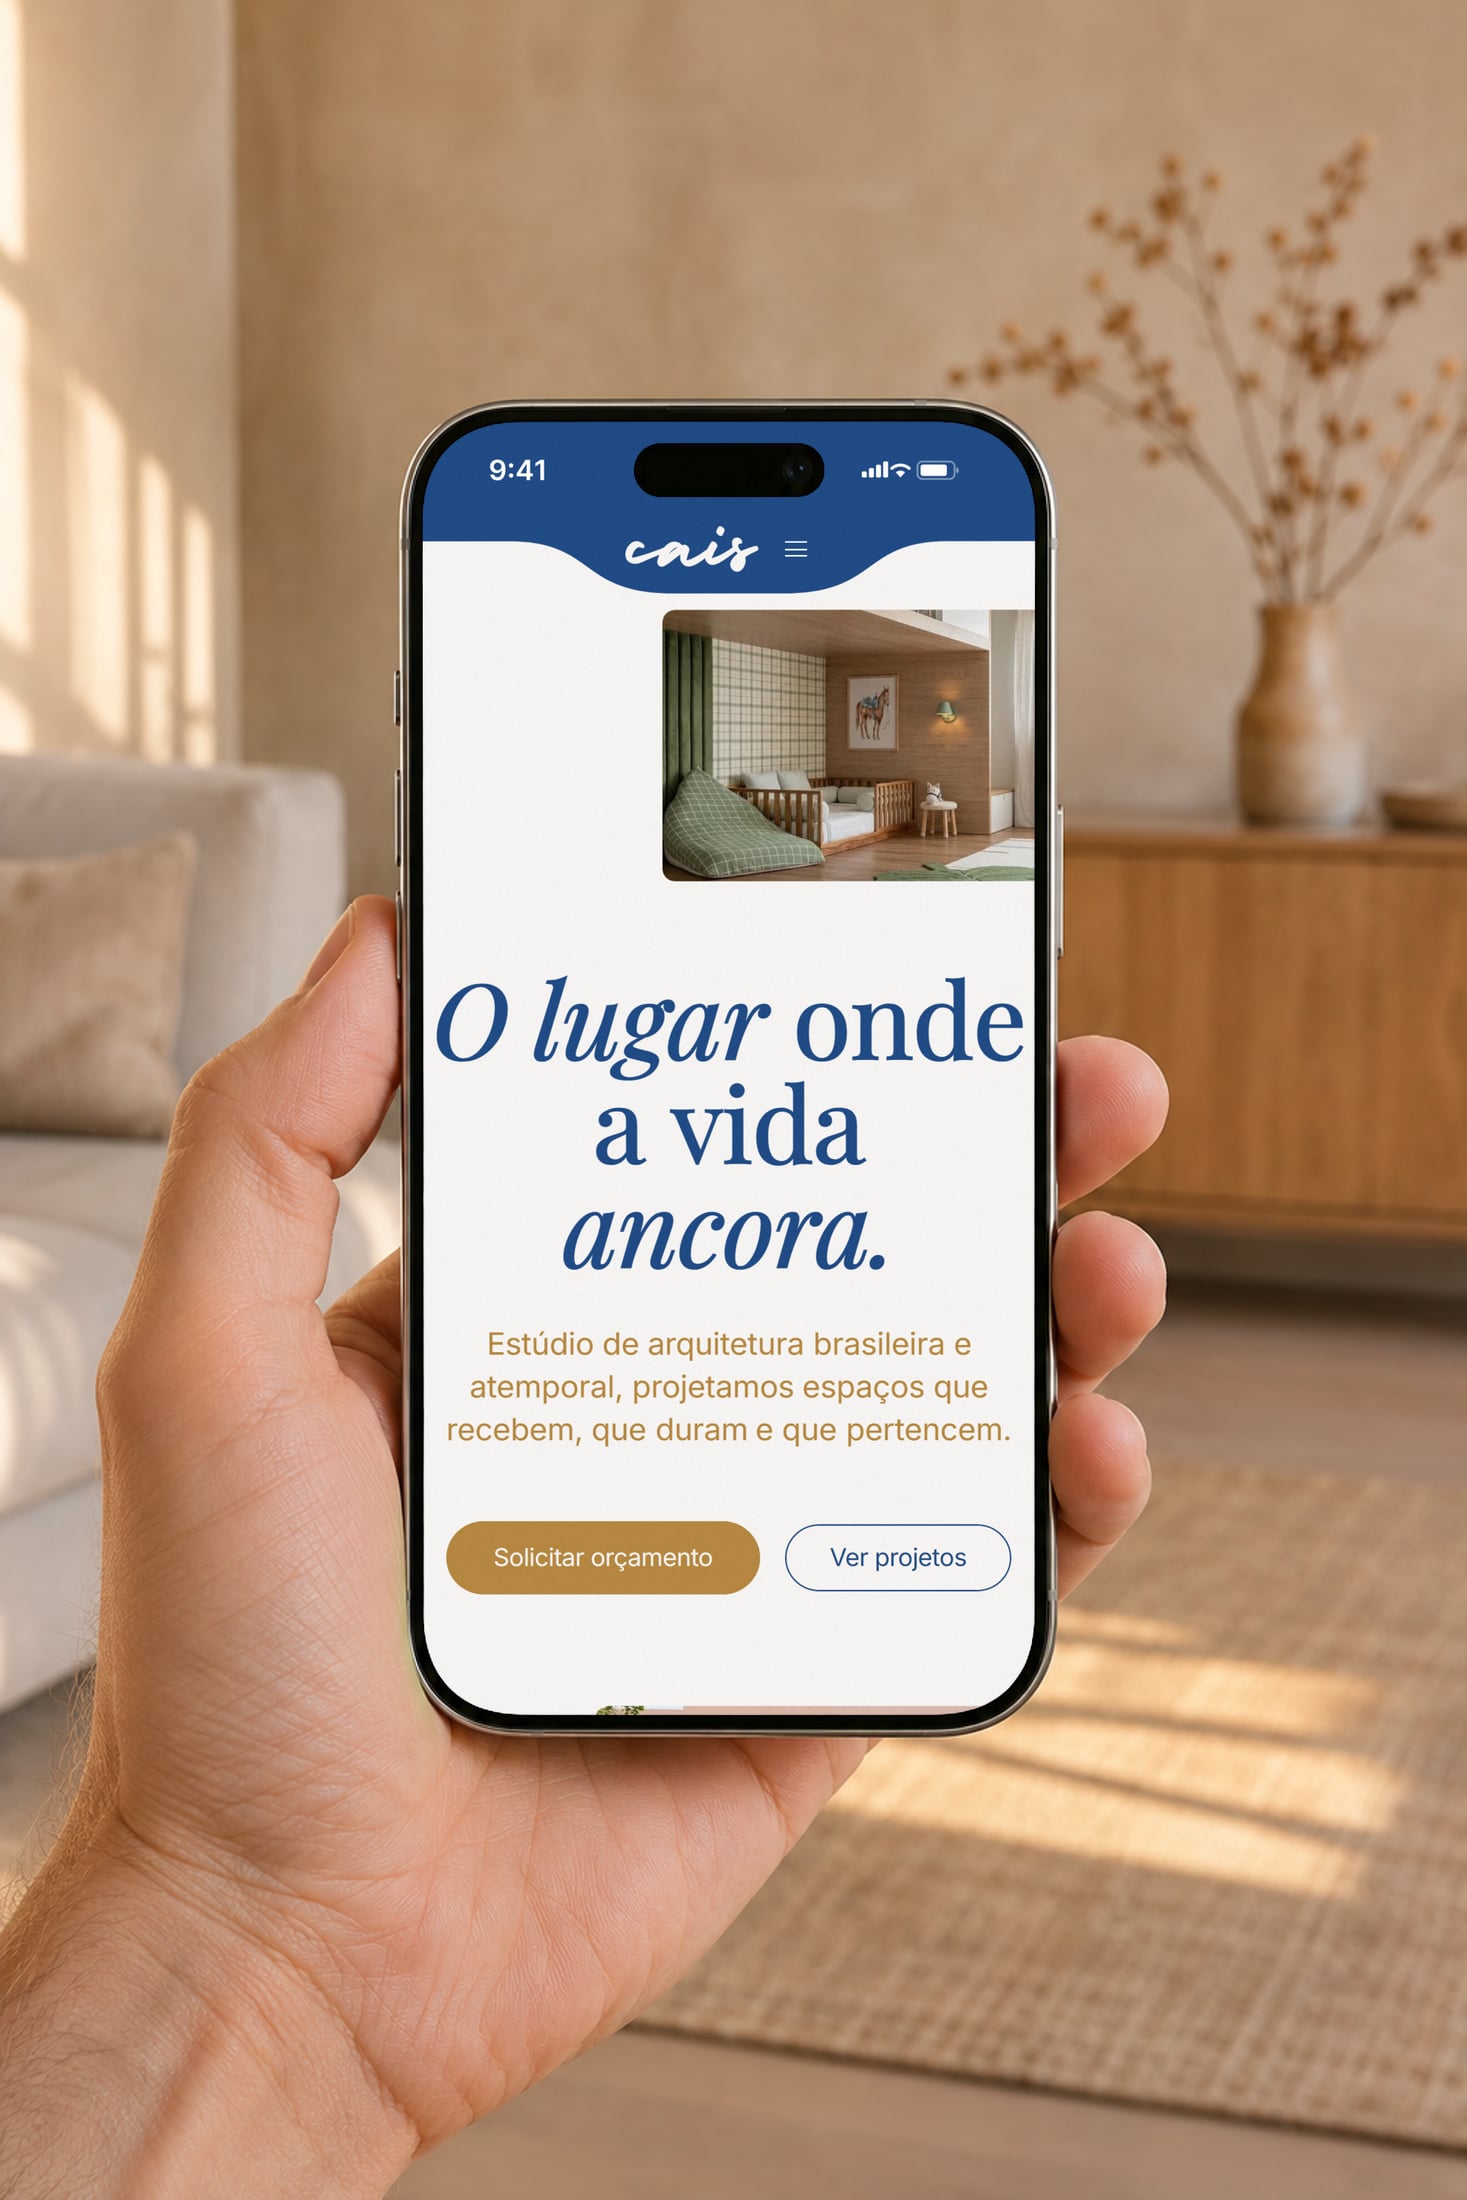 9:41
cais
O lugar onde
a vida
ancora.
Estúdio de arquitetura brasileira e
atemporal, projetamos espaços que
recebem, que duram e que pertencem.
Solicitar orçamento
Ver projetos